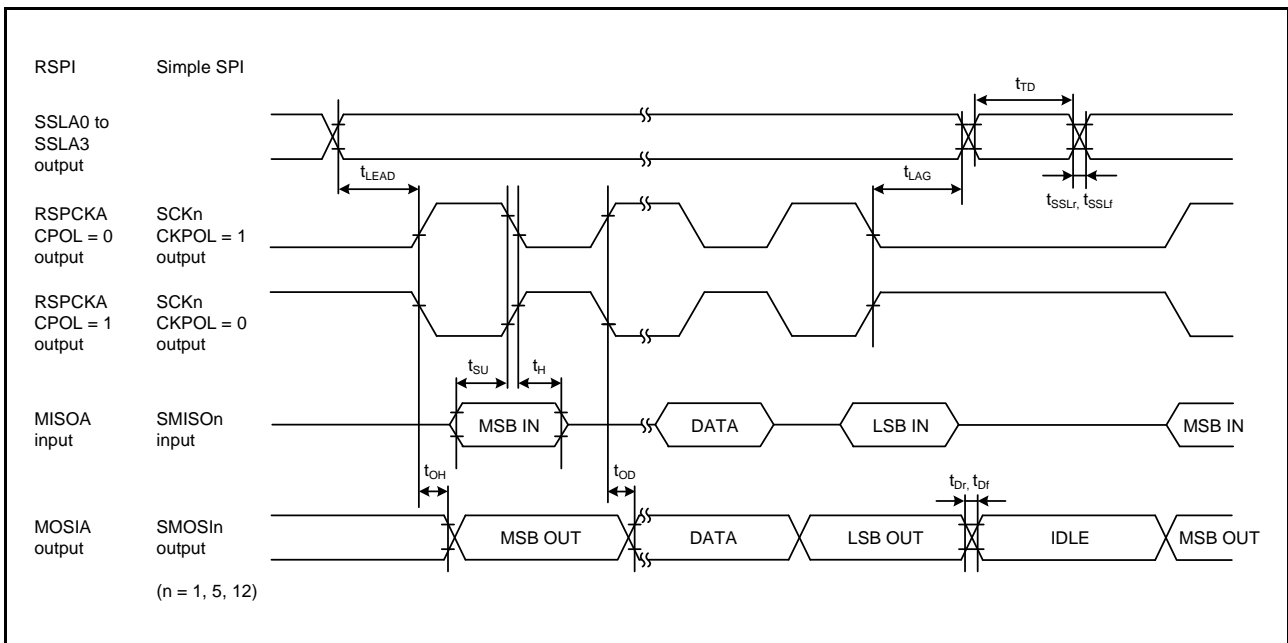 RSPI Simple SPI
tTD
SSLA0 to
SSLA3
output
tLEAD
tLAG
tSSLr, tSSLf
RSPCKA SCKn
CPOL = 0 CKPOL = 1
output output
RSPCKA SCKn
CPOL = 1 CKPOL = 0
output output
tSU tH
MISOA SMISOn
input input
MSB IN DATA LSB IN MSB IN
tOH tOD tDr, tDf
MOSIA SMOSIn
output output
MSB OUT DATA LSB OUT IDLE MSB OUT
(n = 1, 5, 12)